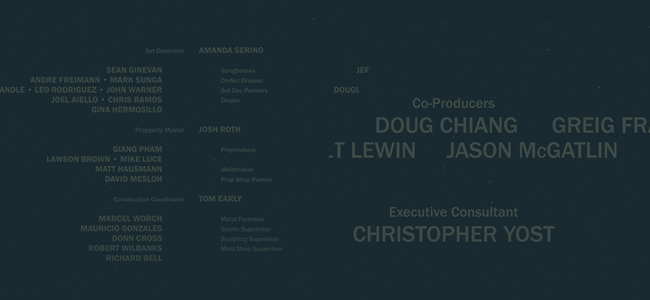 Set Decorator AMANDA SERINO
SEAN GINEVAN Gangbosses
ANDRE FREIMANN • MARK SUNGA On-Set Dresser
ANDLE • LEO RODRIGUEZ • JOHN WARNER Set Dec Painters
JOEL AIELLO • CHRIS RAMOS Draper
GINA HERMOSILLO
Property Master JOSH ROTH
GIANG PHAM Propmakers
LAWSON BROWN • MIKE LUCE
MATT HAUSMANN Moldmaker
DAVID MESLOH Prop Shop Painter
Construction Coordinator TOM EARLY
MARCEL WORCH Metal Foreman
MAURICIO GONZALES Scenic Supervisor
DONN CROSS Sculpting Supervisor
ROBERT WILBANKS Mold Shop Supervisor
RICHARD BELL
JEF
DOUGL
Co-Producers
DOUG CHIANG GREIG FRA
.T LEWIN JASON McGATLIN
Executive Consultant
CHRISTOPHER YOST